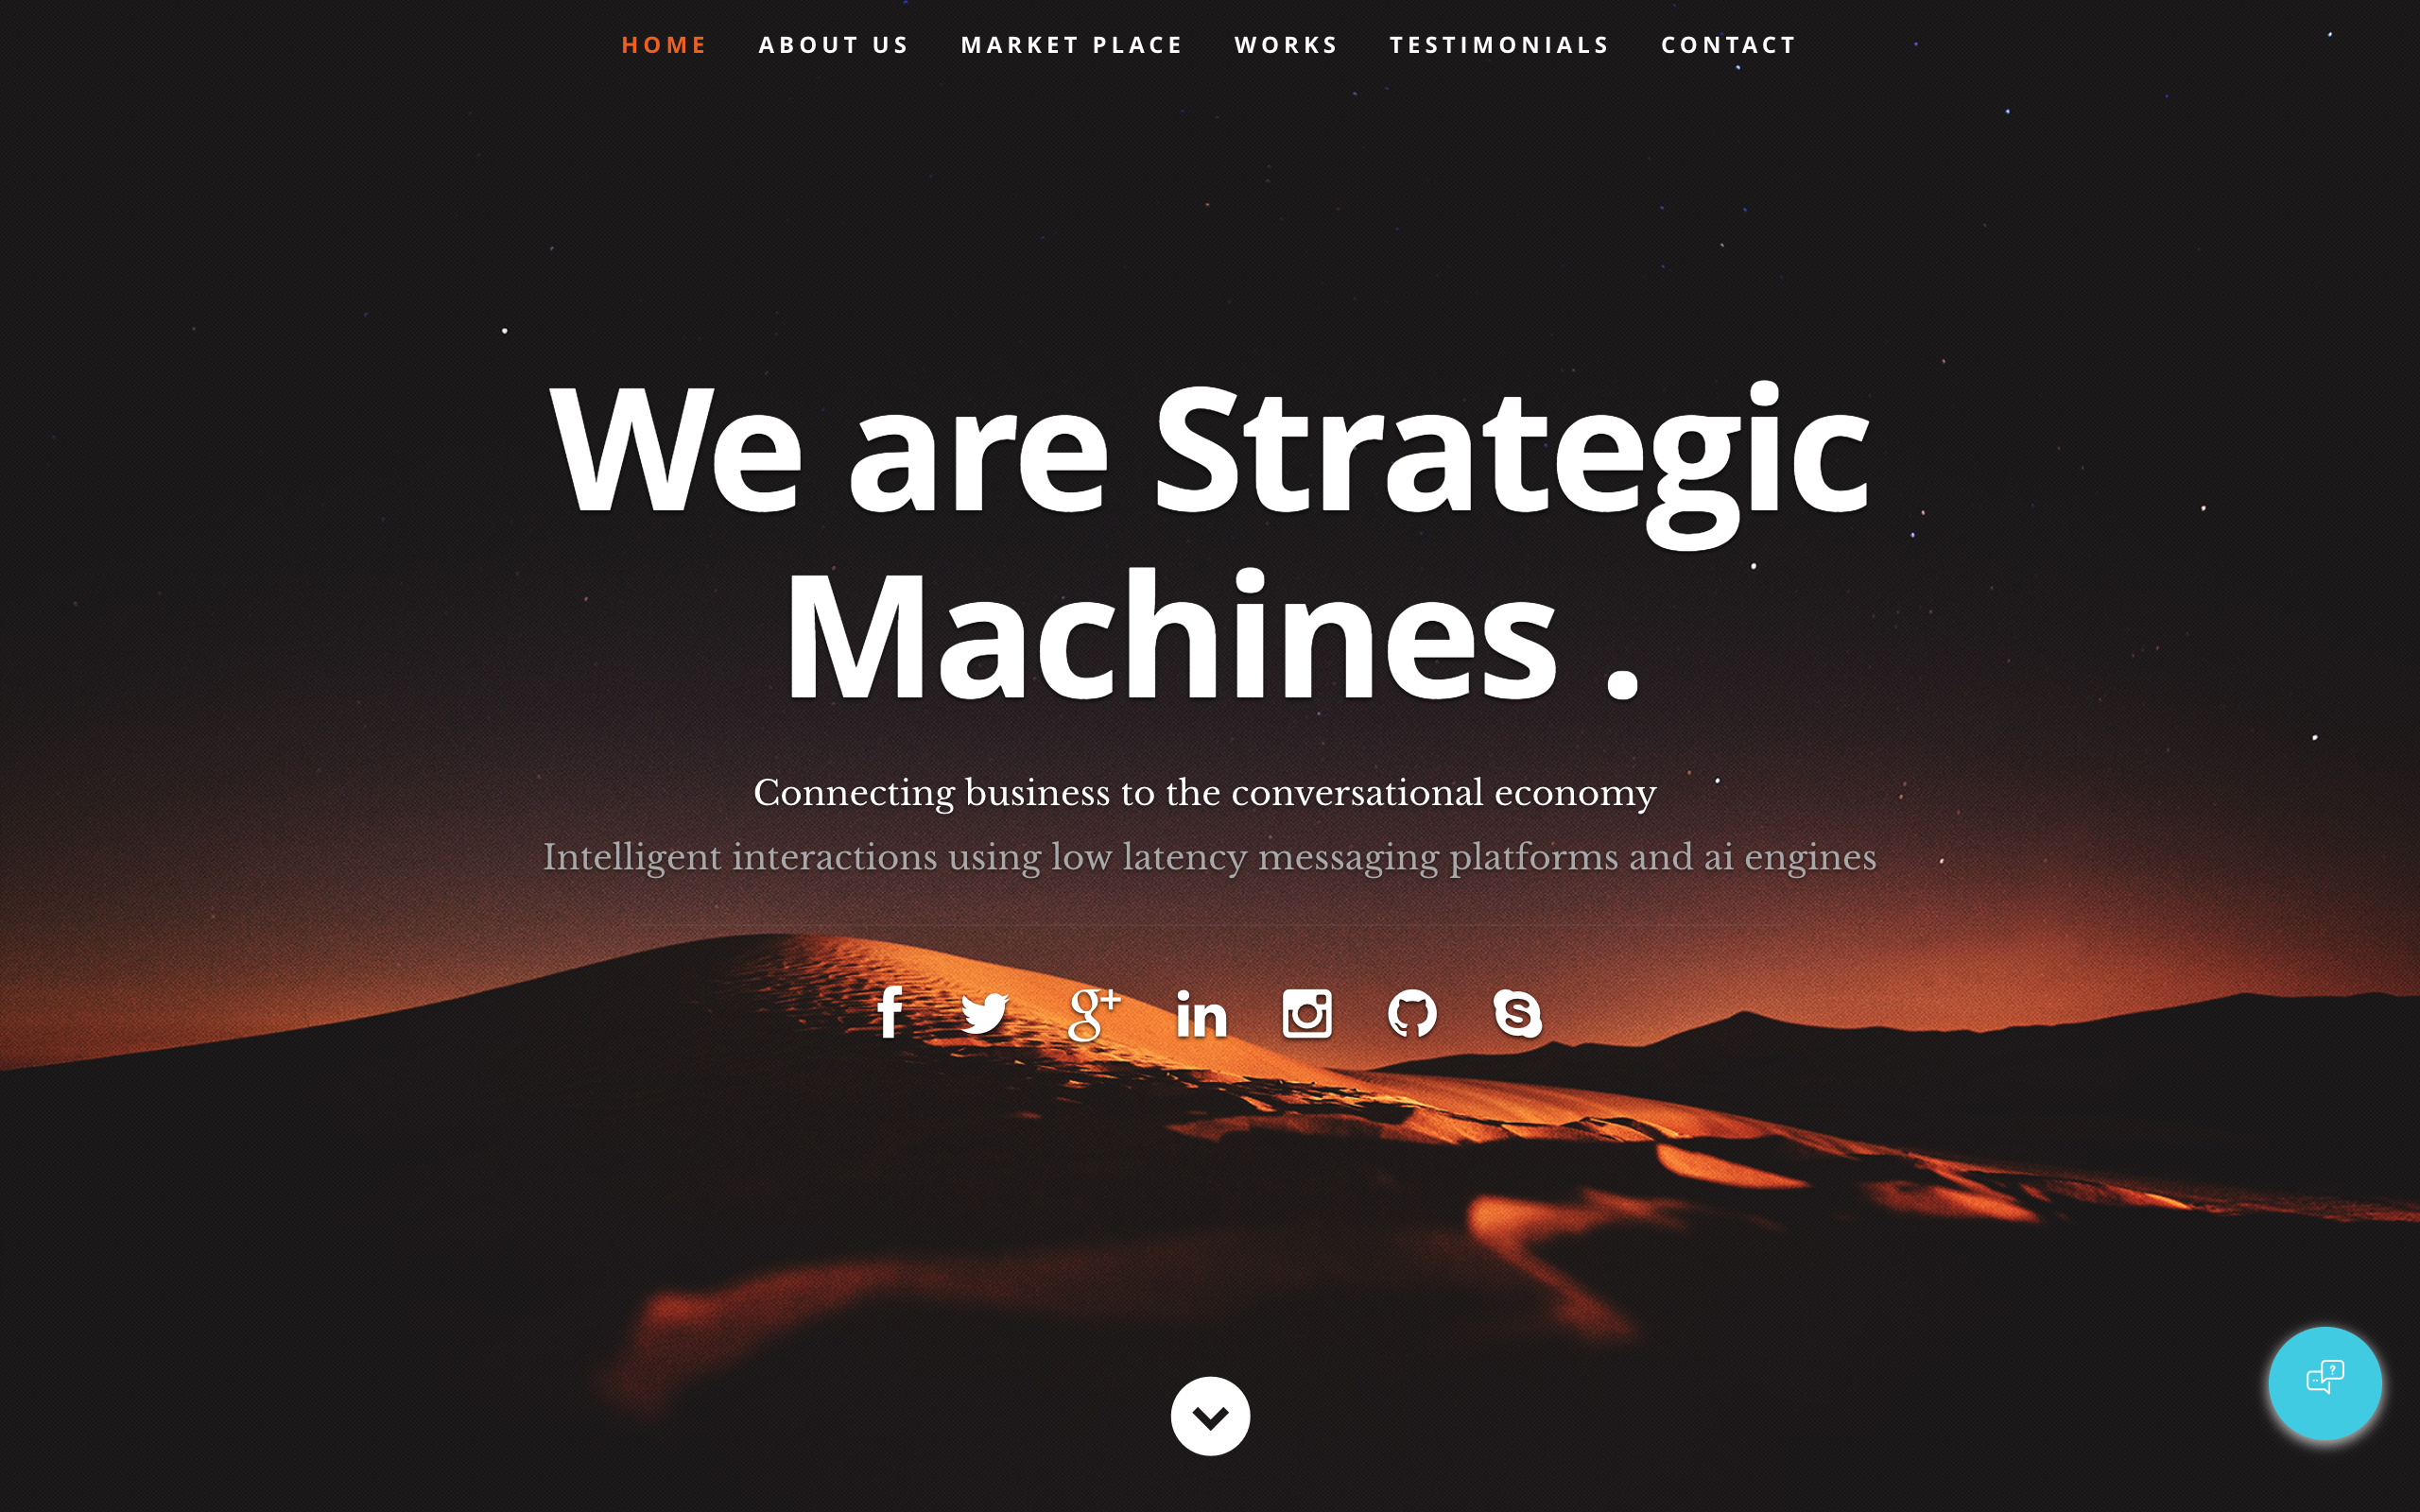 HOME ABOUT US MARKET PLACE WORKS TESTIMONIALS CONTACT
We are Strategic
Machines .
Connecting business to the conversational economy
Intelligent interactions using low latency messaging platforms and ai engines